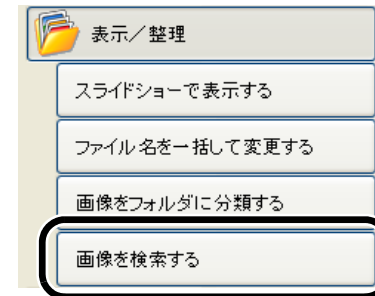 表示／整理
スライドショーで表示する
ファイル名を一括して変更する
画像をフォルダに分類する
画像を検索する